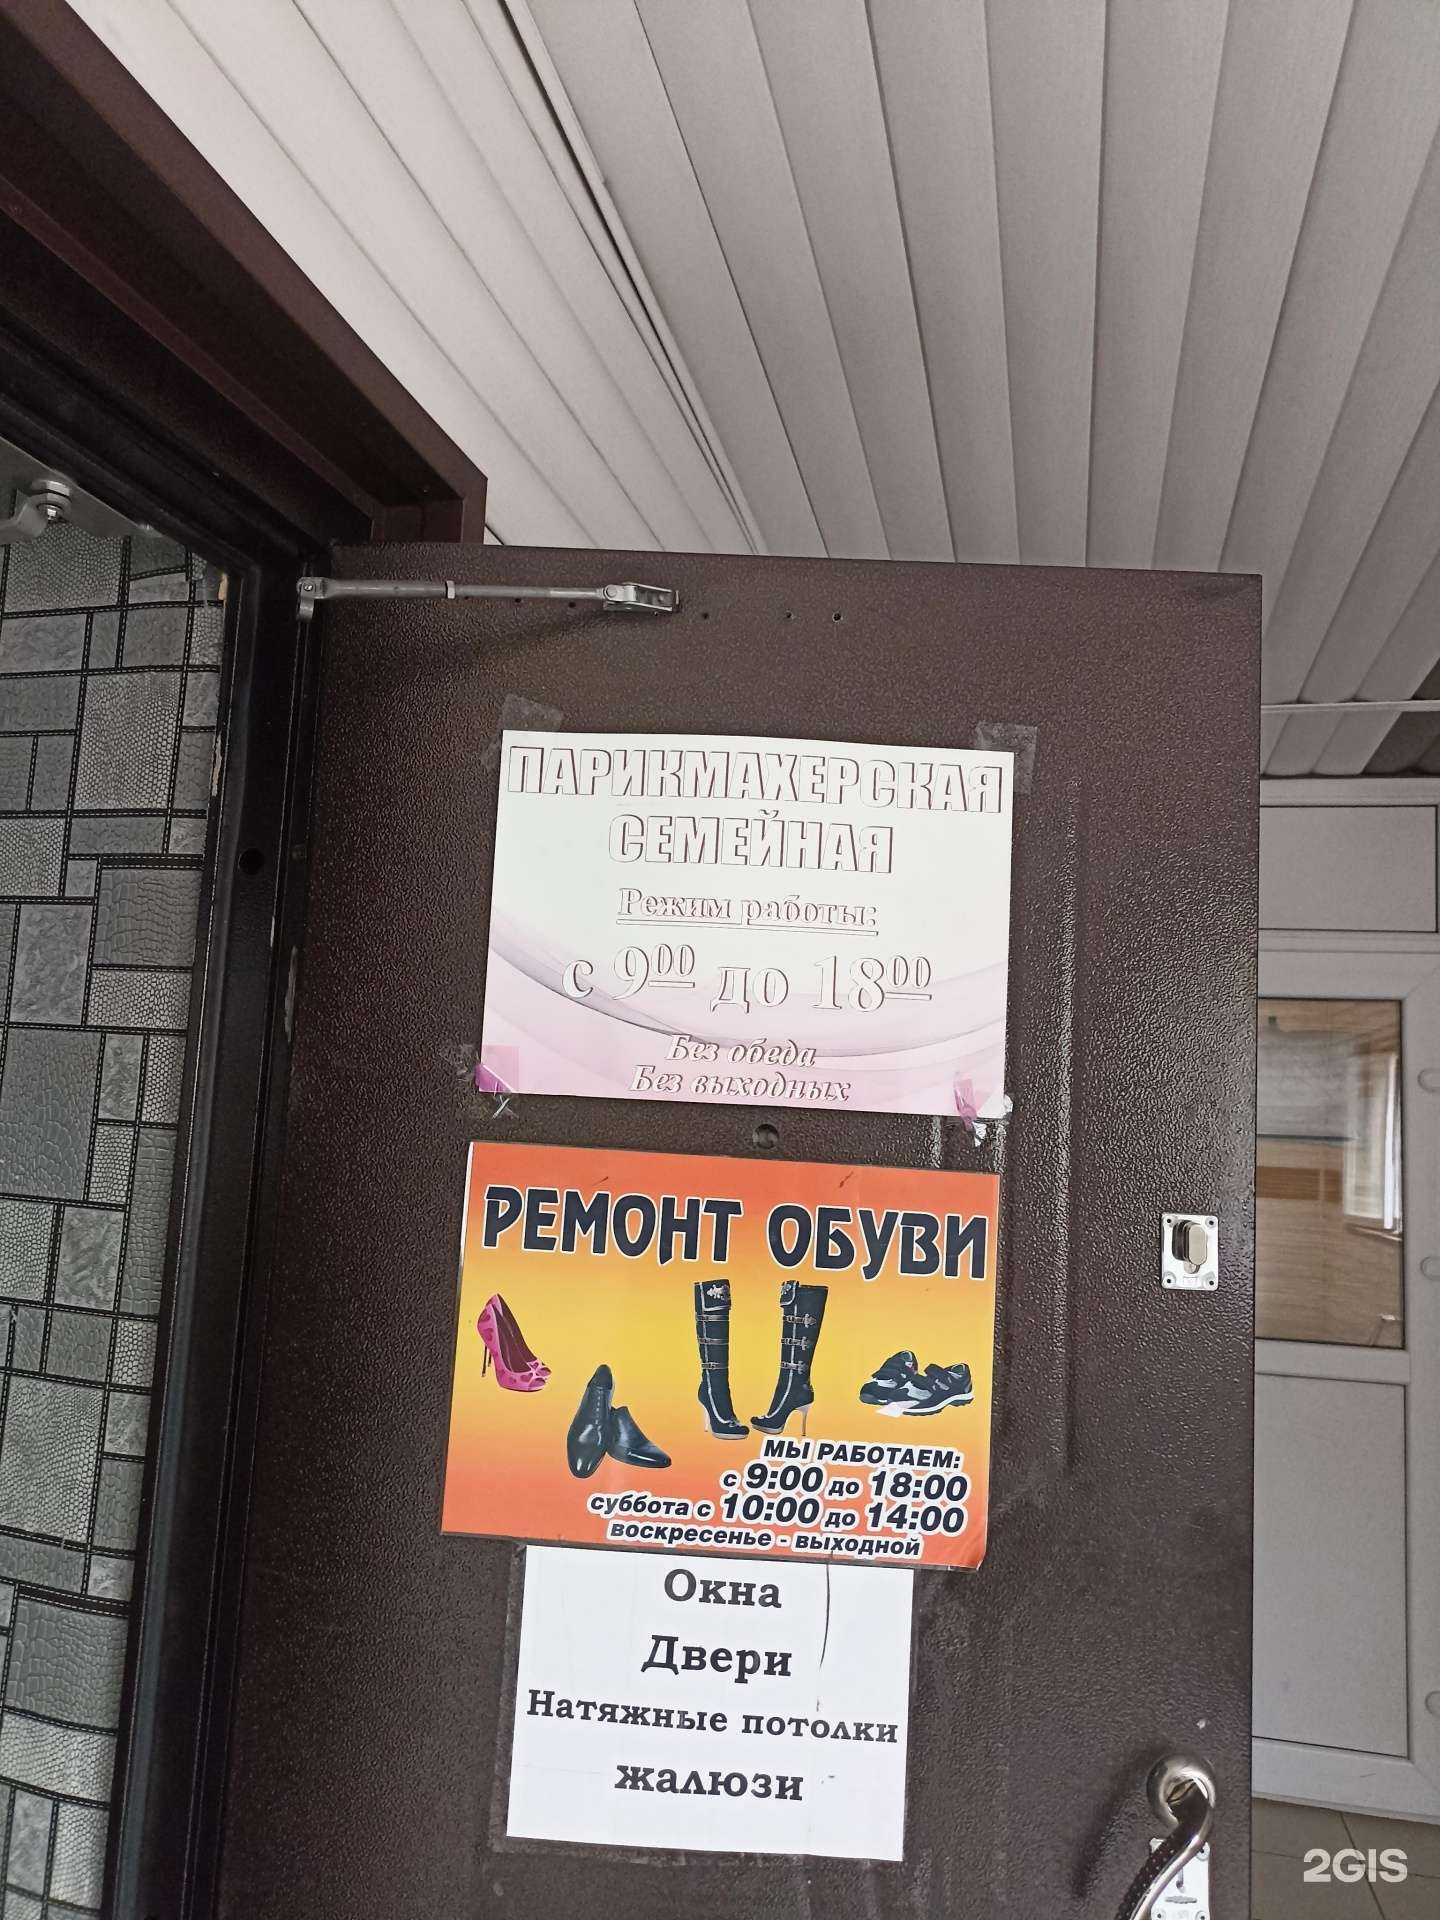 ПАРИКМАХЕРСКАЯ
СЕМЕЙНАЯ
Режим работы:
с 9⁰⁰ до 18⁰⁰
Без обеда
Без выходных
РЕМОНТ ОБУВИ
МЫ РАБОТАЕМ:
с 9:00 до 18:00
суббота с 10:00 до 14:00
воскресенье - выходной
Окна
Двери
Натяжные потолки
жалюзи
2GIS